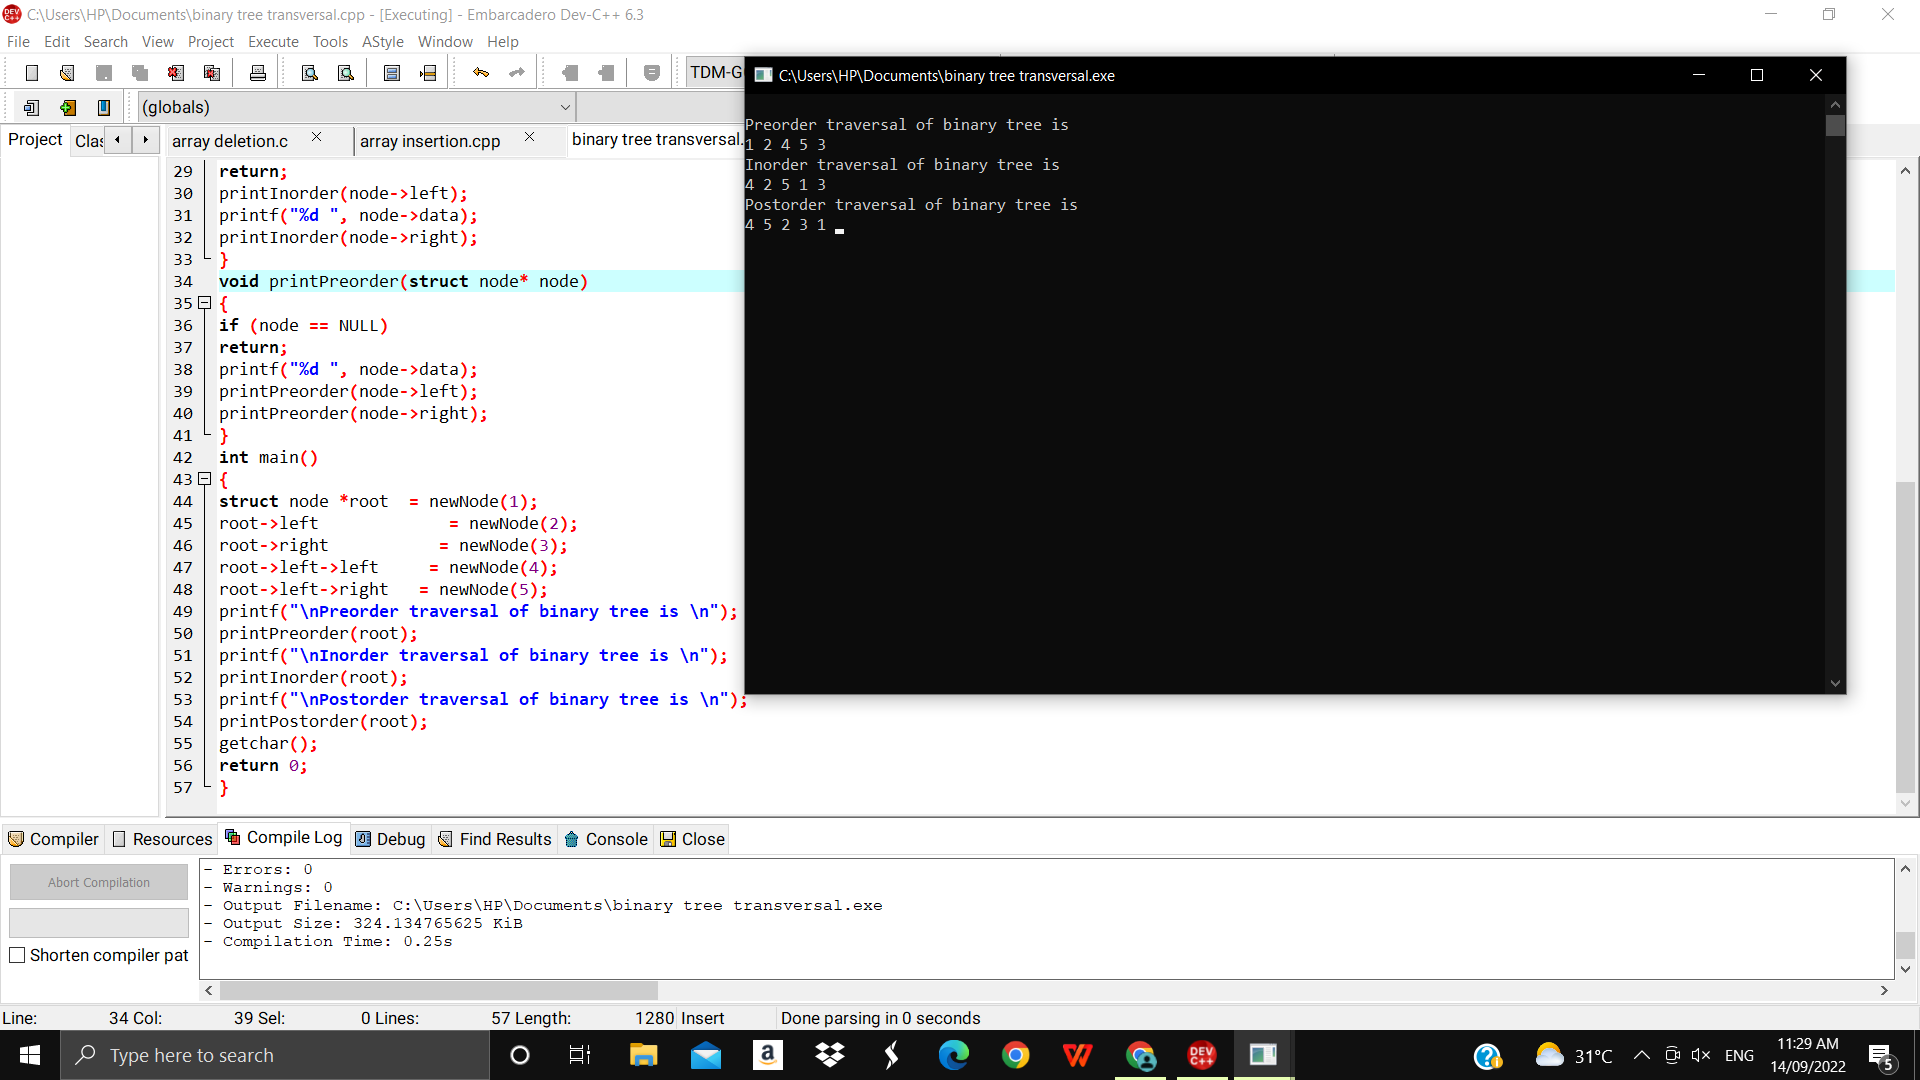 C:\Users\HP\Documents\binary tree transversal.cpp - [Executing] - Embarcadero Dev-C++ 6.3
File Edit Search View Project Execute Tools AStyle Window Help
TDM-G
(globals)
Project Clas
array deletion.c
array insertion.cpp
binary tree transversal.
29 return;
30 printInorder(node->left);
31 printf("%d ", node->data);
32 printInorder(node->right);
33 }
34 void printPreorder(struct node* node)
35 {
36 if (node == NULL)
37 return;
38 printf("%d ", node->data);
39 printPreorder(node->left);
40 printPreorder(node->right);
41 }
42 int main()
43 {
44 struct node *root  = newNode(1);
45 root->left             = newNode(2);
46 root->right           = newNode(3);
47 root->left->left     = newNode(4);
48 root->left->right   = newNode(5);
49 printf("\nPreorder traversal of binary tree is \n");
50 printPreorder(root);
51 printf("\nInorder traversal of binary tree is \n");
52 printInorder(root);
53 printf("\nPostorder traversal of binary tree is \n");
54 printPostorder(root);
55 getchar();
56 return 0;
57 }
C:\Users\HP\Documents\binary tree transversal.exe
Preorder traversal of binary tree is
1 2 4 5 3
Inorder traversal of binary tree is
4 2 5 1 3
Postorder traversal of binary tree is
4 5 2 3 1
Compiler Resources Compile Log Debug Find Results Console Close
Abort Compilation
Shorten compiler pat
- Errors: 0
- Warnings: 0
- Output Filename: C:\Users\HP\Documents\binary tree transversal.exe
- Output Size: 324.134765625 KiB
- Compilation Time: 0.25s
Line: 34 Col: 39 Sel: 0 Lines: 57 Length: 1280 Insert Done parsing in 0 seconds
Type here to search
DEV C++
31°C
ENG
11:29 AM
14/09/2022
5